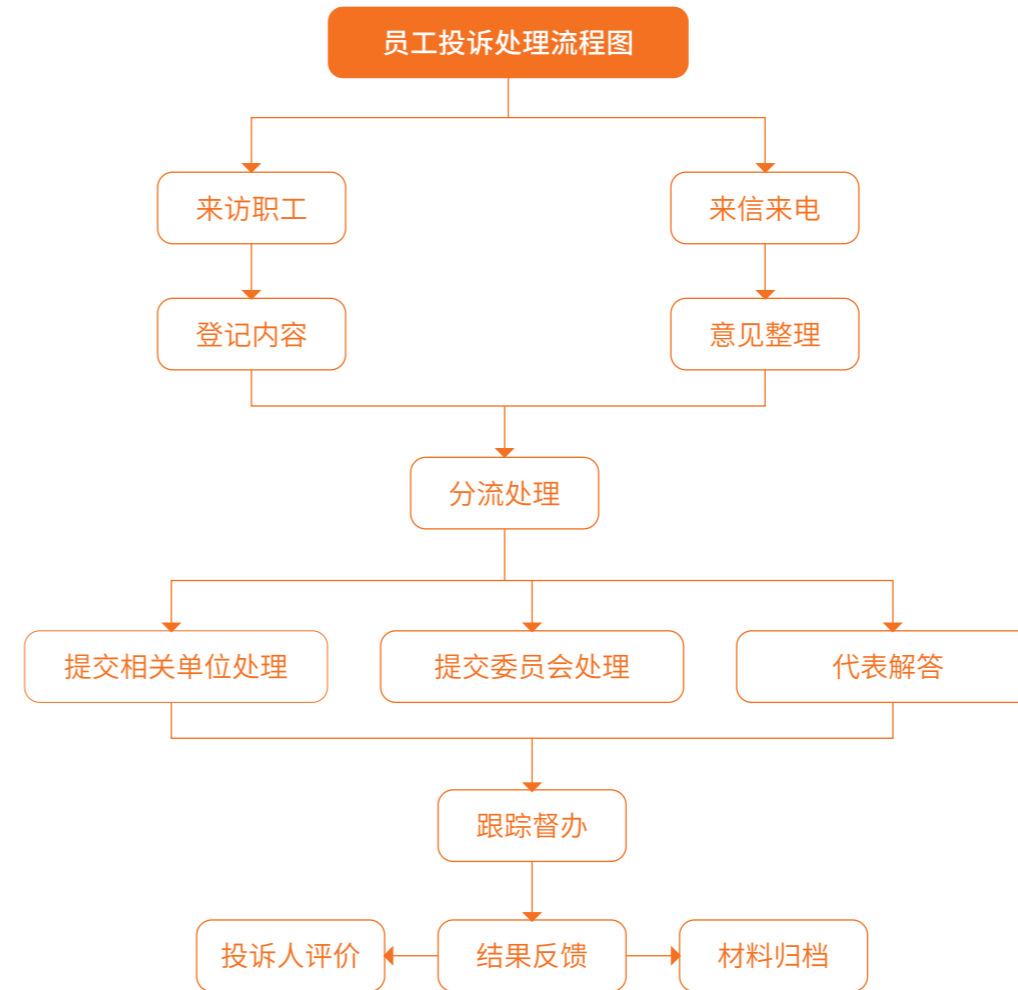 员工投诉处理流程图
来访职工
来信来电
登记内容
意见整理
分流处理
提交相关单位处理
提交委员会处理
代表解答
跟踪督办
投诉人评价
结果反馈
材料归档